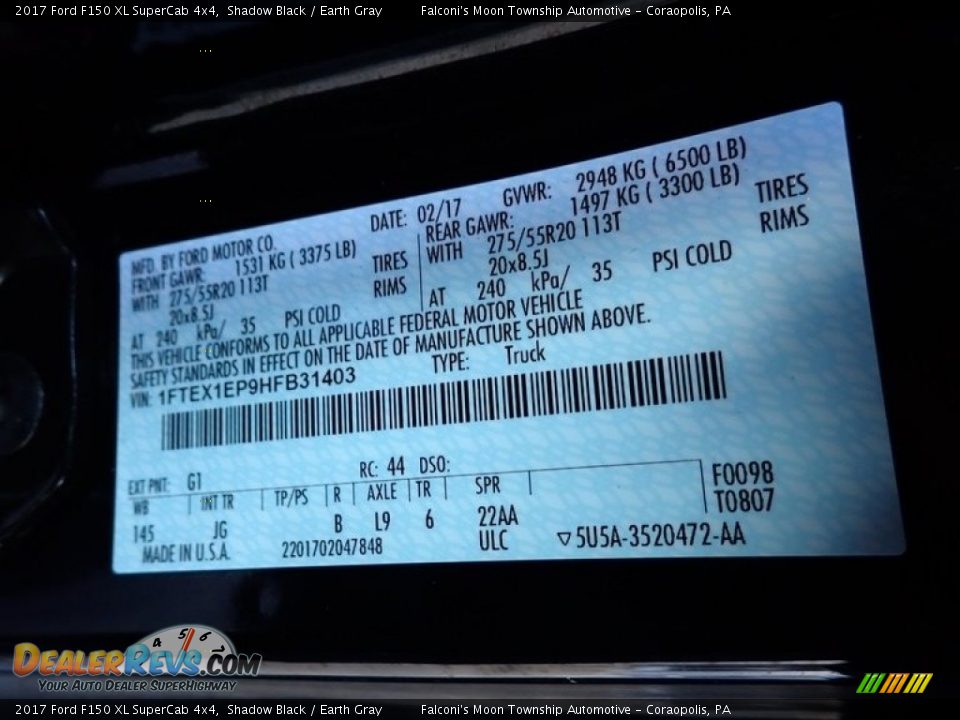 2017 Ford F150 XL SuperCab 4x4, Shadow Black / Earth Gray Falconi's Moon Township Automotive - Coraopolis, PA
MFD. BY FORD MOTOR CO. DATE: 02/17 GVWR: 2948 KG ( 6500 LB)
FRONT GAWR: 1531 KG ( 3375 LB) REAR GAWR: 1497 KG ( 3300 LB)
WITH 275/55R20 113T TIRES WITH 275/55R20 113T TIRES
20x8.5J RIMS 20x8.5J RIMS
AT 240 kPa/ 35 PSI COLD AT 240 kPa/ 35 PSI COLD
THIS VEHICLE CONFORMS TO ALL APPLICABLE FEDERAL MOTOR VEHICLE
SAFETY STANDARDS IN EFFECT ON THE DATE OF MANUFACTURE SHOWN ABOVE.
VIN: 1FTEX1EP9HFB31403 TYPE: Truck
EXT PNT: G1 RC: 44 DSO: F0098
WB INT TR TP/PS R AXLE TR SPR T0807
145 JG B L9 6 22AA
MADE IN U.S.A. 2201702047848 ULC ▽5U5A-3520472-AA
4 5 6
DEALERREVS.COM
YOUR AUTO DEALER SUPERHIGHWAY
2017 Ford F150 XL SuperCab 4x4, Shadow Black / Earth Gray Falconi's Moon Township Automotive - Coraopolis, PA